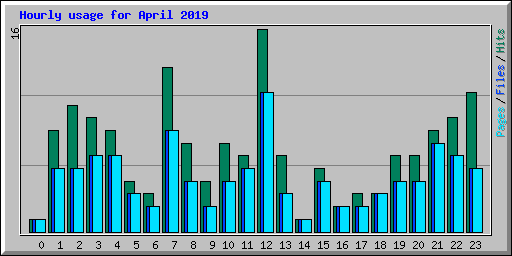 Hourly usage for April 2019
16
Pages/Files/Hits
0 1 2 3 4 5 6 7 8 9 10 11 12 13 14 15 16 17 18 19 20 21 22 23